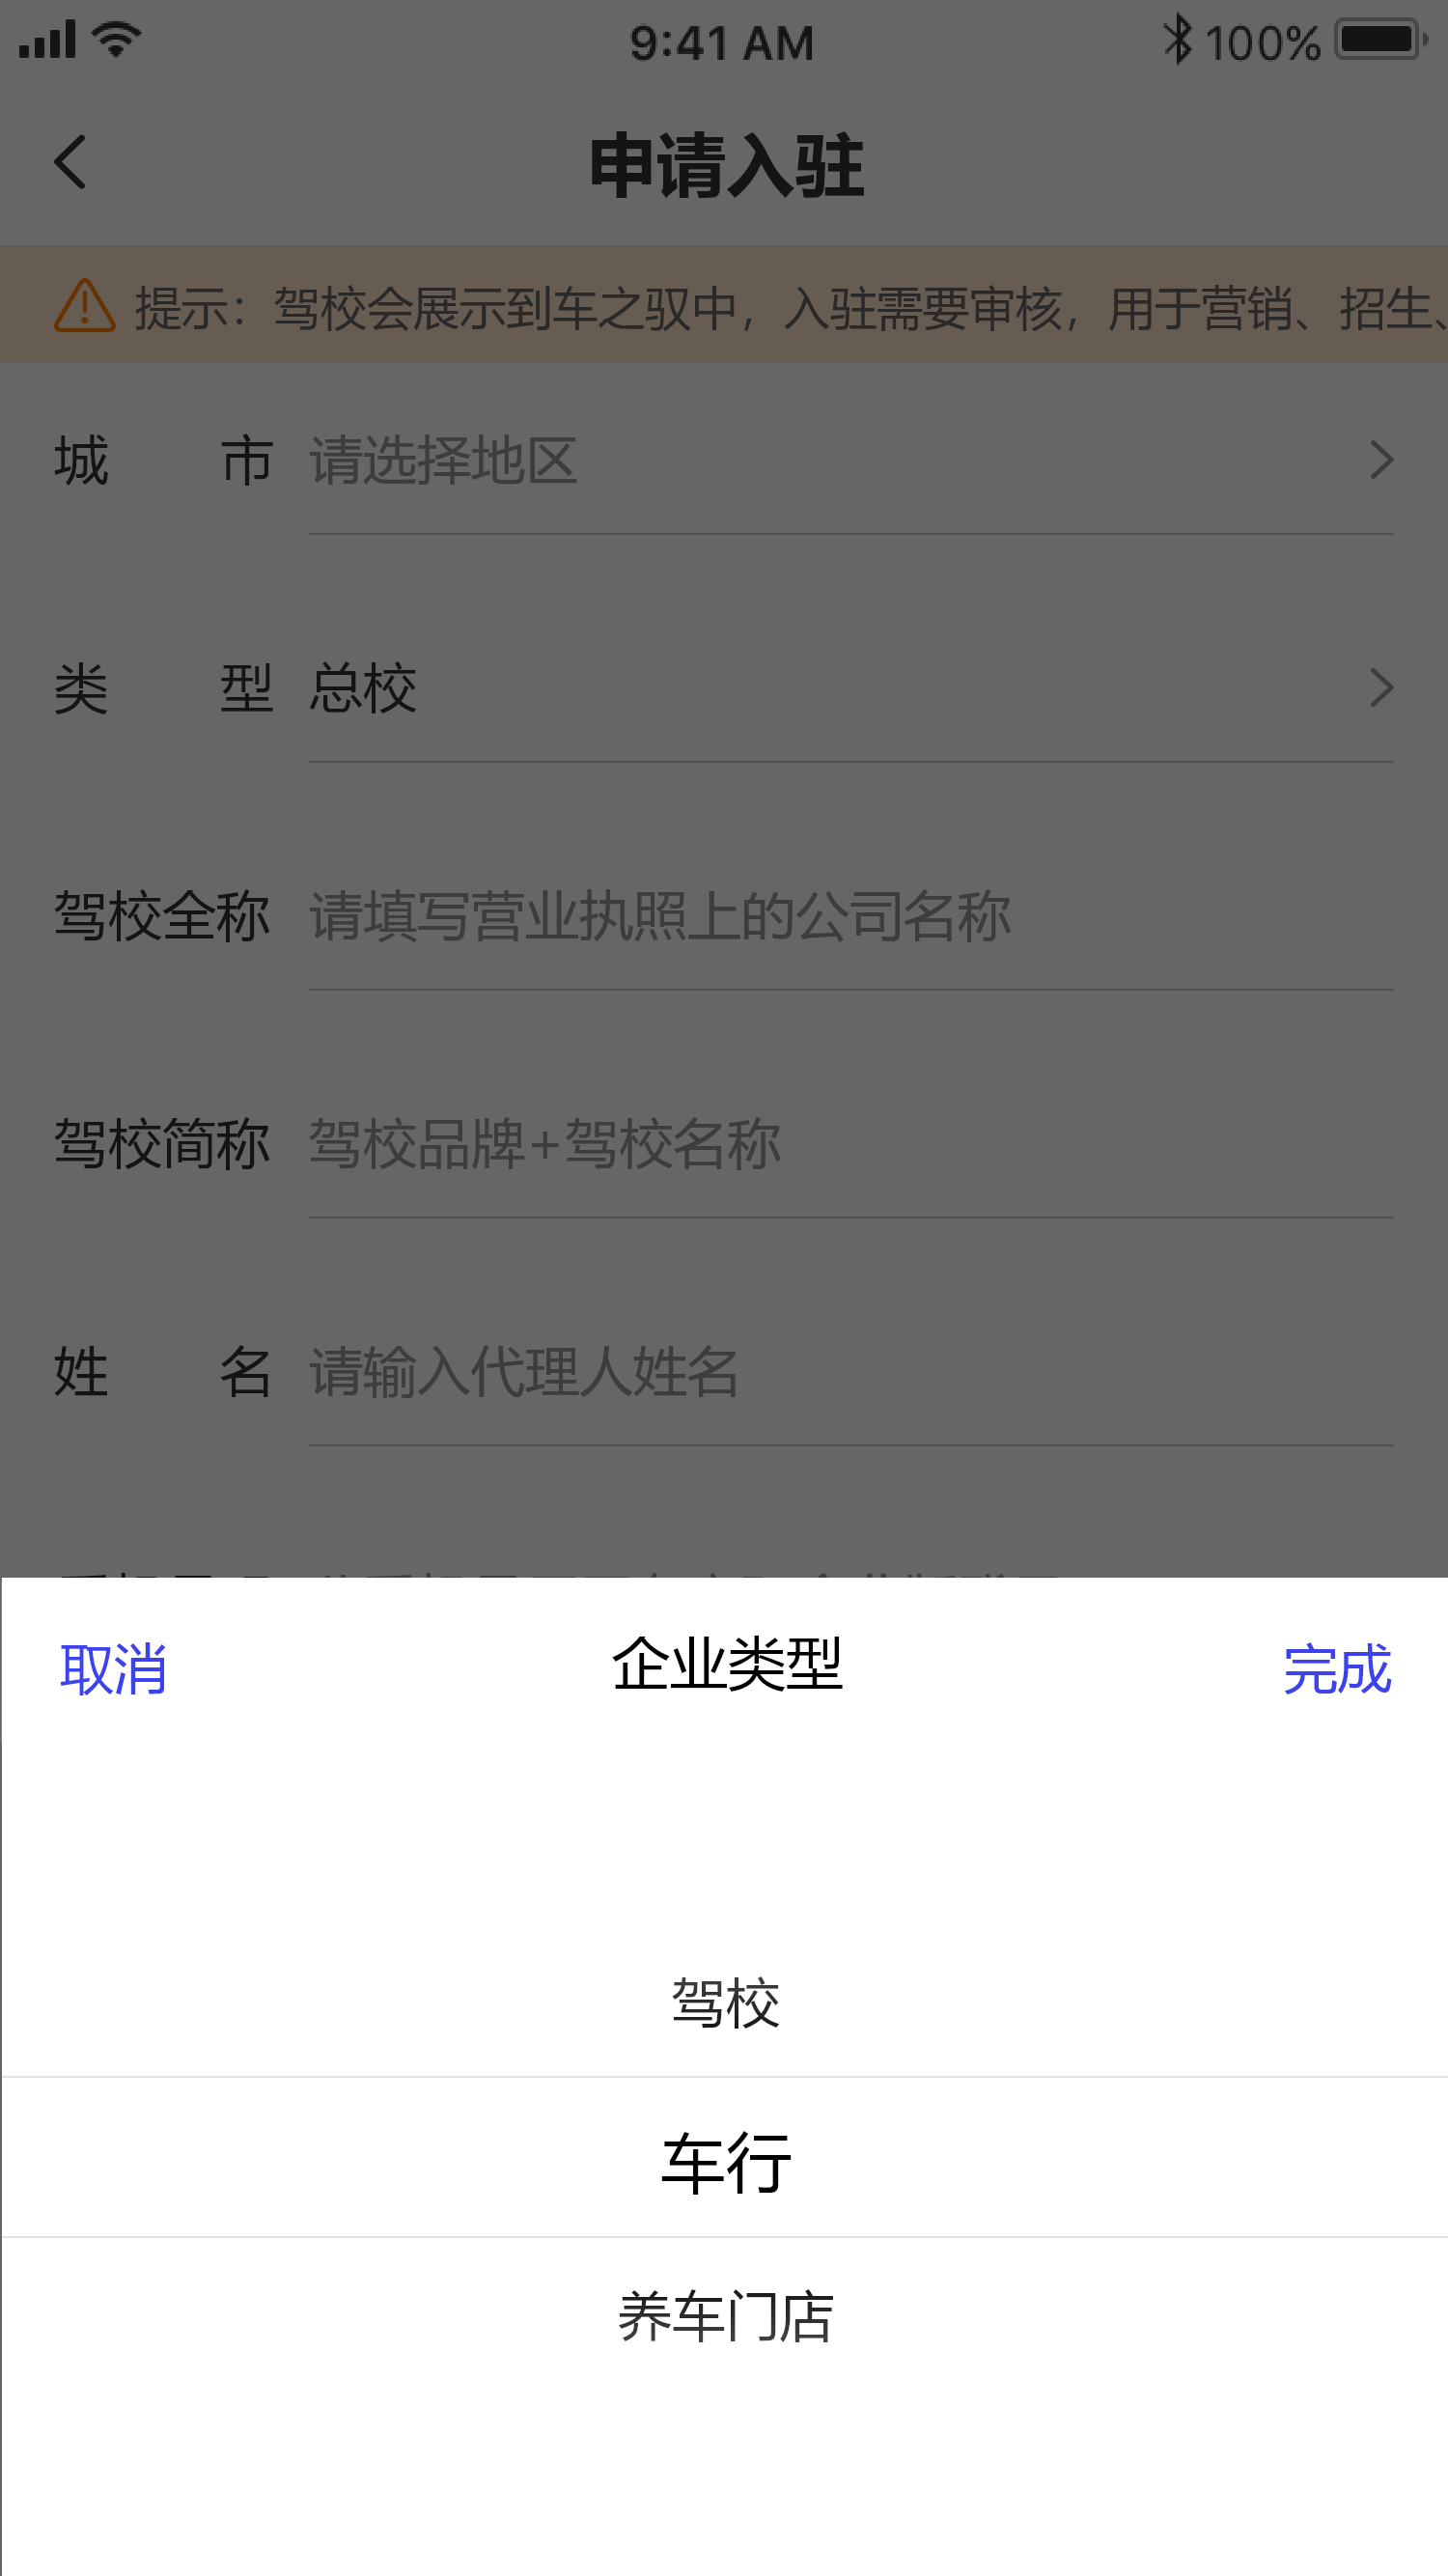 9:41 AM 100%
申请入驻
提示：驾校会展示到车之驭中，入驻需要审核，用于营销、招生、
城 市 请选择地区
类 型 总校
驾校全称 请填写营业执照上的公司名称
驾校简称 驾校品牌+驾校名称
姓 名 请输入代理人姓名
取消 企业类型 完成
驾校
车行
养车门店